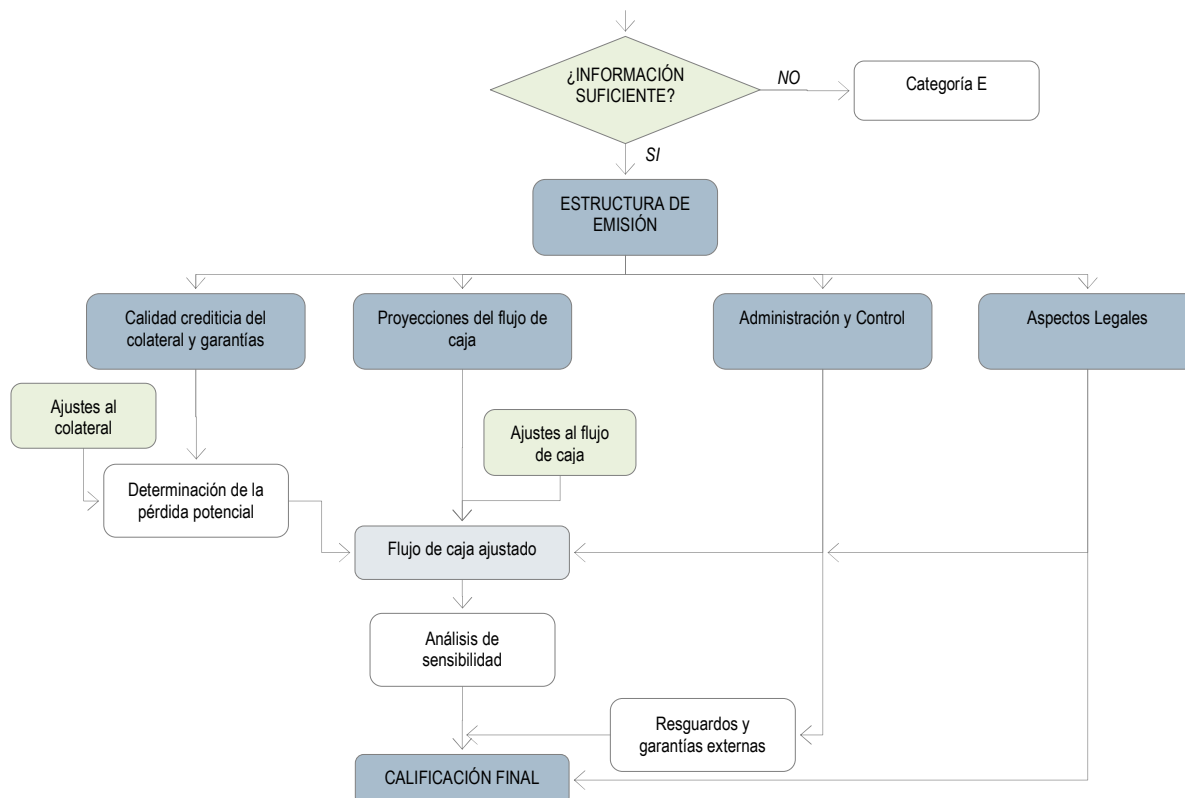 ¿INFORMACIÓN
SUFICIENTE?
NO
Categoría E
SI
ESTRUCTURA DE
EMISIÓN
Calidad crediticia del
colateral y garantías
Proyecciones del flujo de
caja
Administración y Control
Aspectos Legales
Ajustes al
colateral
Ajustes al flujo
de caja
Determinación de la
pérdida potencial
Flujo de caja ajustado
Análisis de
sensibilidad
Resguardos y
garantías externas
CALIFICACIÓN FINAL